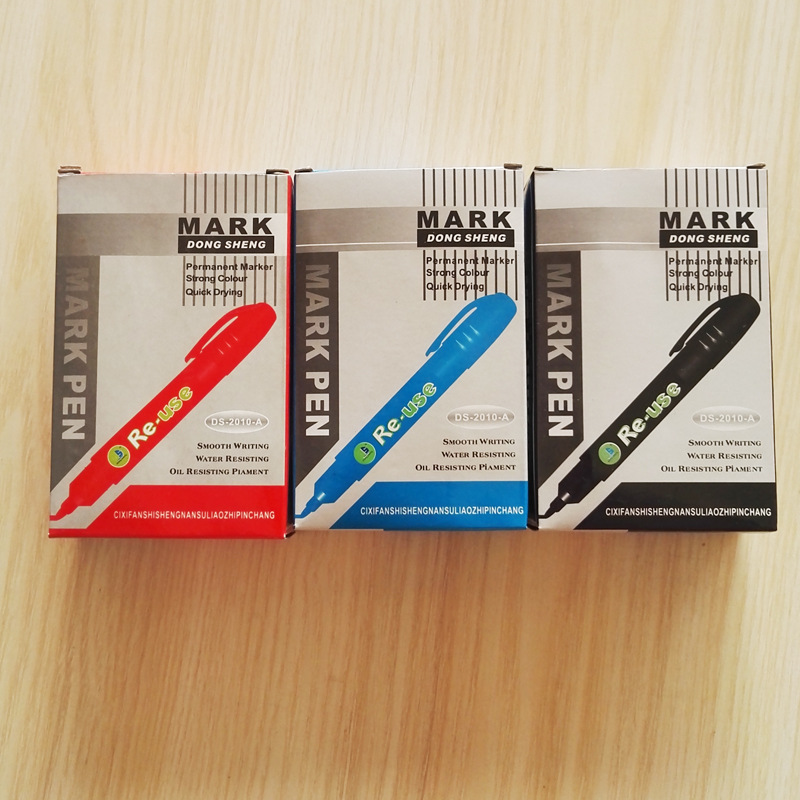 MARK
DONG SHENG
Permanent Marker
Strong Colour
Quick Drying
MARK PEN
Re-use
DS-2010-A
SMOOTH WRITING
WATER RESISTING
OIL RESISTING PIAMENT
CIXIFANSHISHENGNANSULIAOZHIPINCHANG
MARK
DONG SHENG
Permanent Marker
Strong Colour
Quick Drying
MARK PEN
Re-use
DS-2010-A
SMOOTH WRITING
WATER RESISTING
OIL RESISTING PIAMENT
CIXIFANSHISHENGNANSULIAOZHIPINCHANG
MARK
DONG SHENG
Permanent Marker
Strong Colour
Quick Drying
MARK PEN
Re-use
DS-2010-A
SMOOTH WRITING
WATER RESISTING
OIL RESISTING PIAMENT
CIXIFANSHISHENGNANSULIAOZHIPINCHANG